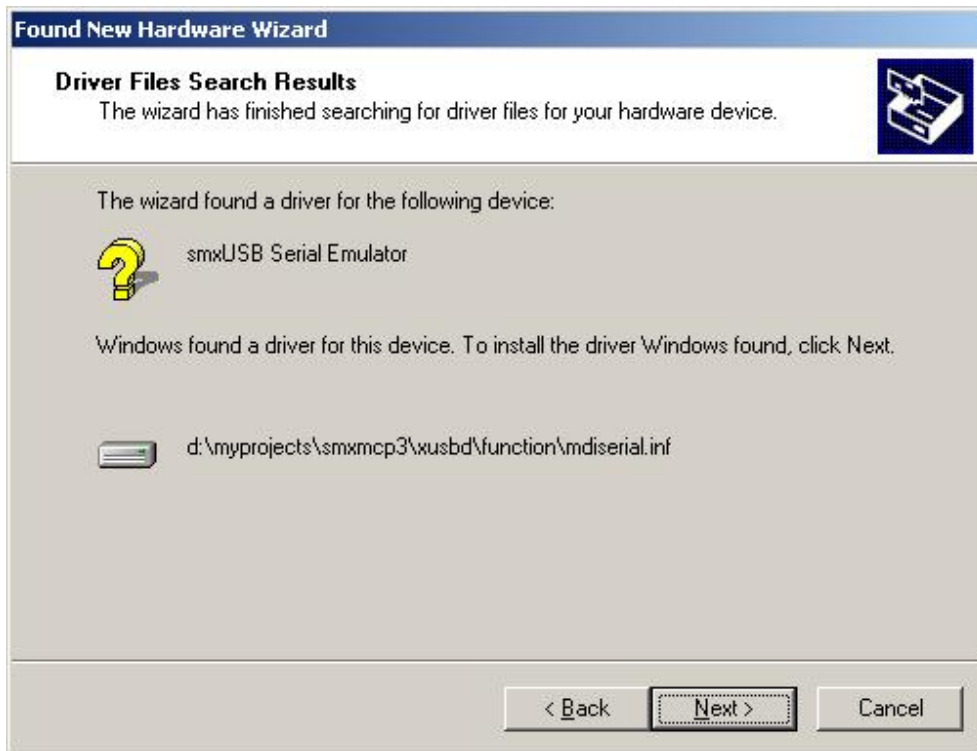 Found New Hardware Wizard
Driver Files Search Results
The wizard has finished searching for driver files for your hardware device.
The wizard found a driver for the following device:
smxUSB Serial Emulator
Windows found a driver for this device. To install the driver Windows found, click Next.
d:\myprojects\smxmcp3\xusbd\function\mdiserial.inf
< Back
Next >
Cancel